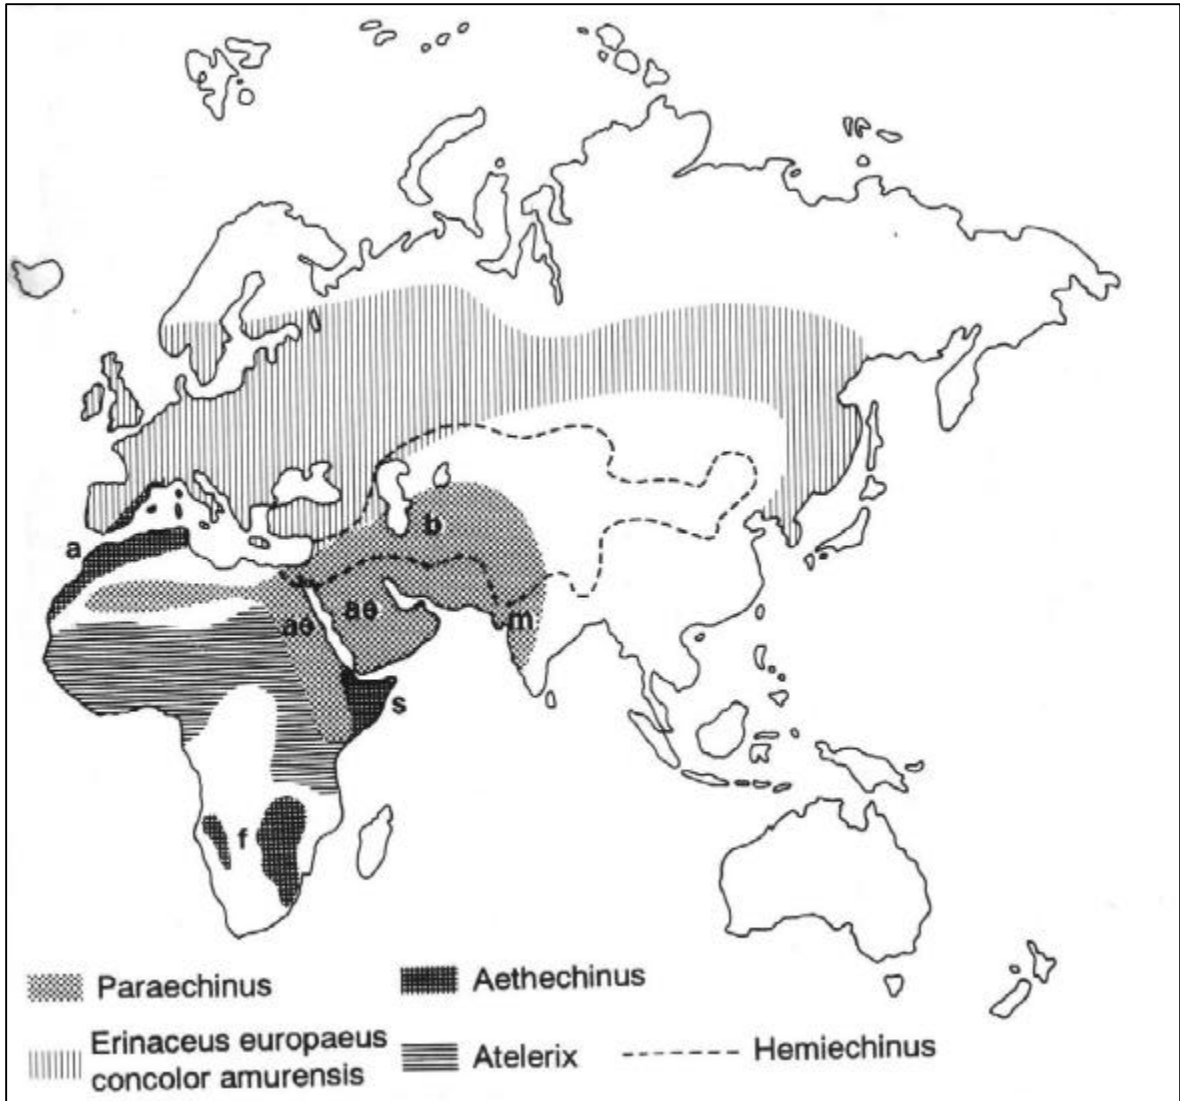 a
b
ae
ae
m
s
f
Paraechinus
Aethechinus
Erinaceus europaeus
concolor amurensis
Atelerix
Hemiechinus